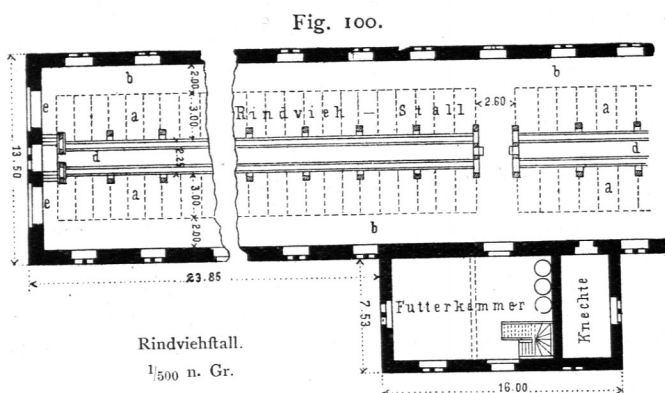 Fig. 100.
b
b
2.00
e
a
3.00
Rindvieh – Stall
2.60
a
13.50
d
2.25
d
e
a
3.00
a
b
2.00
23.85
7.53
Futterkammer
Knechte
Rindviehſtall.
1/500 n. Gr.
16.00